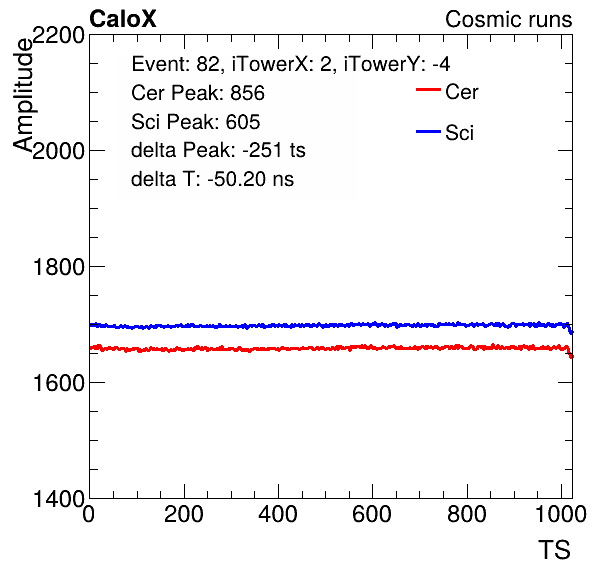 CaloX Cosmic runs
Amplitude
2200
2000
1800
1600
1400
Event: 82, iTowerX: 2, iTowerY: -4
Cer Peak: 856
Sci Peak: 605
delta Peak: -251 ts
delta T: -50.20 ns
Cer
Sci
0 200 400 600 800 1000
TS